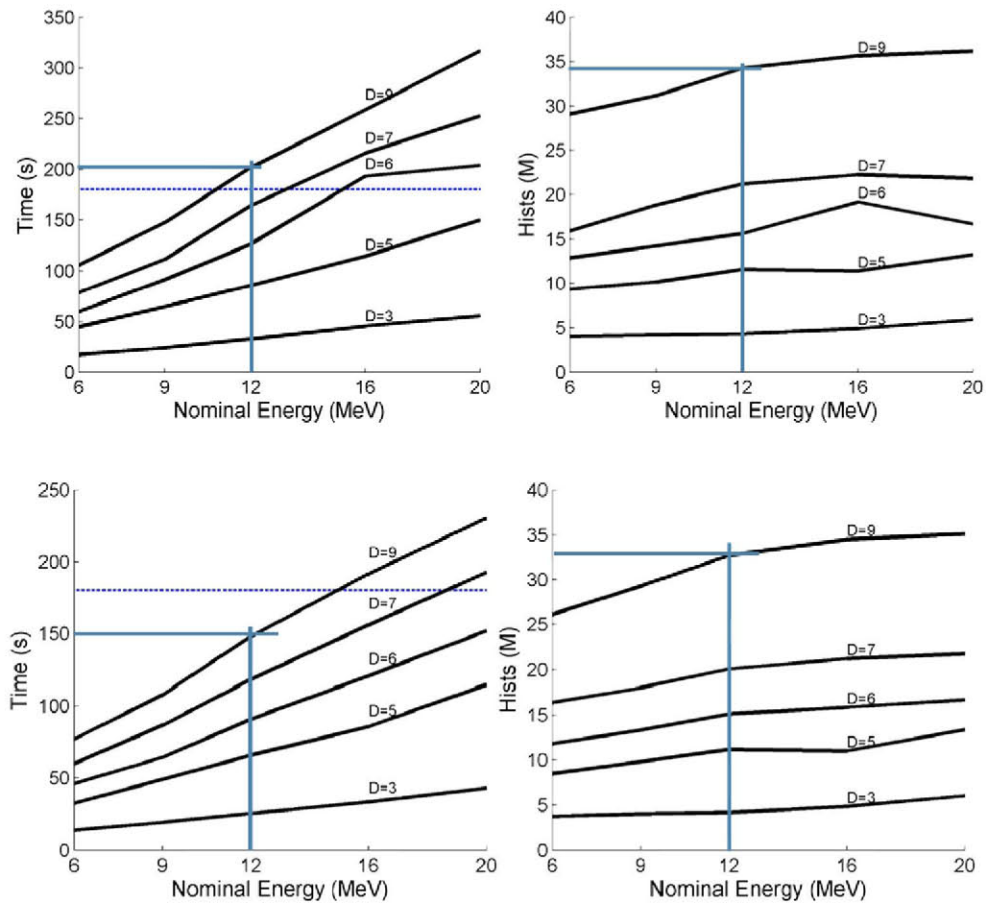 350
300
250
200
150
100
50
0
Time (s)
D=9
D=7
D=6
D=5
D=3
6 9 12 16 20
Nominal Energy (MeV)
40
35
30
25
20
15
10
5
0
Hists (M)
D=9
D=7
D=6
D=5
D=3
6 9 12 16 20
Nominal Energy (MeV)
250
200
150
100
50
0
Time (s)
D=9
D=7
D=6
D=5
D=3
6 9 12 16 20
Nominal Energy (MeV)
40
35
30
25
20
15
10
5
0
Hists (M)
D=9
D=7
D=6
D=5
D=3
6 9 12 16 20
Nominal Energy (MeV)